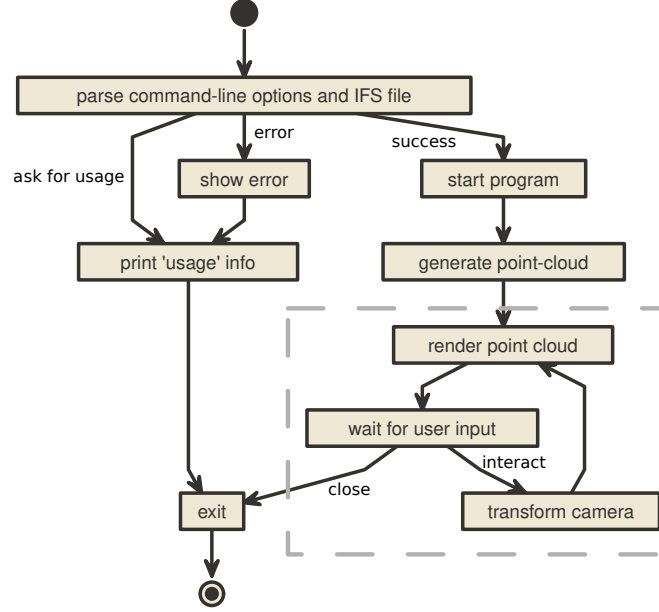 parse command-line options and IFS file
error
success
ask for usage
show error
start program
print 'usage' info
generate point-cloud
render point cloud
wait for user input
interact
close
exit
transform camera